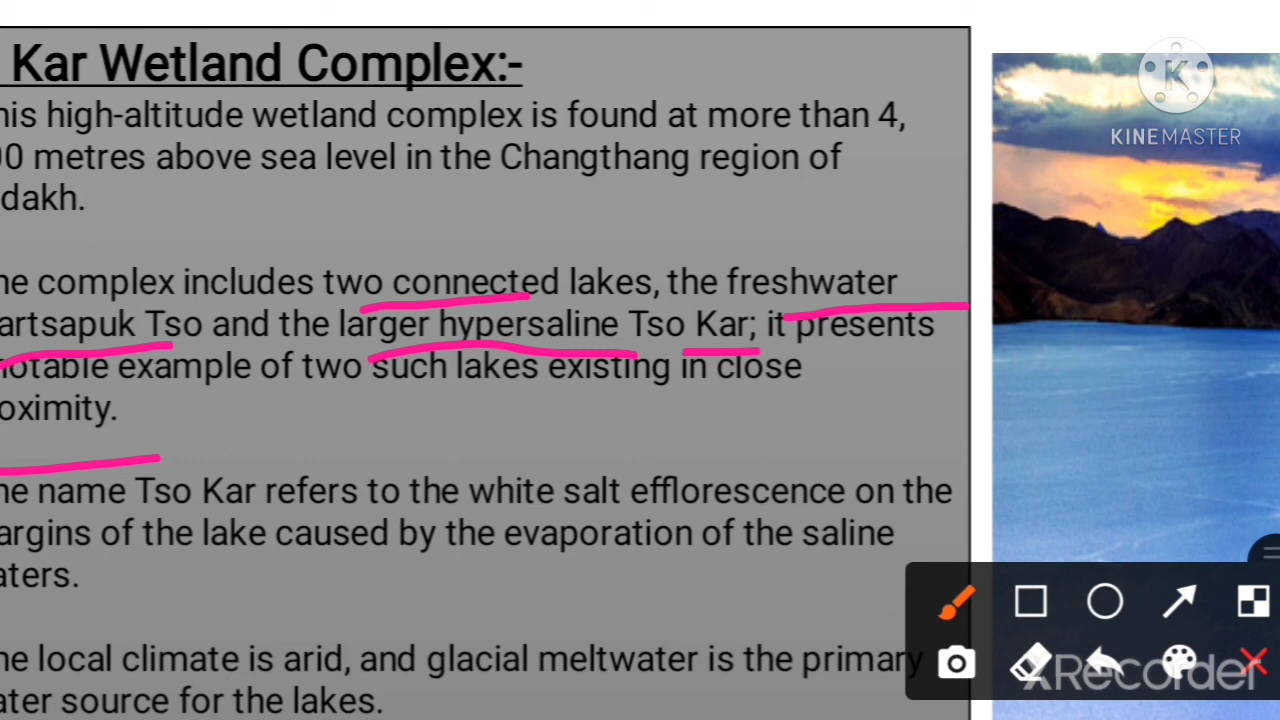 Kar Wetland Complex:-
his high-altitude wetland complex is found at more than 4,
00 metres above sea level in the Changthang region of
dakh.
he complex includes two connected lakes, the freshwater
artsapuk Tso and the larger hypersaline Tso Kar; it presents
notable example of two such lakes existing in close
oximity.
he name Tso Kar refers to the white salt efflorescence on the
argins of the lake caused by the evaporation of the saline
aters.
he local climate is arid, and glacial meltwater is the primary
ater source for the lakes.
K
KINEMASTER
XRecorder